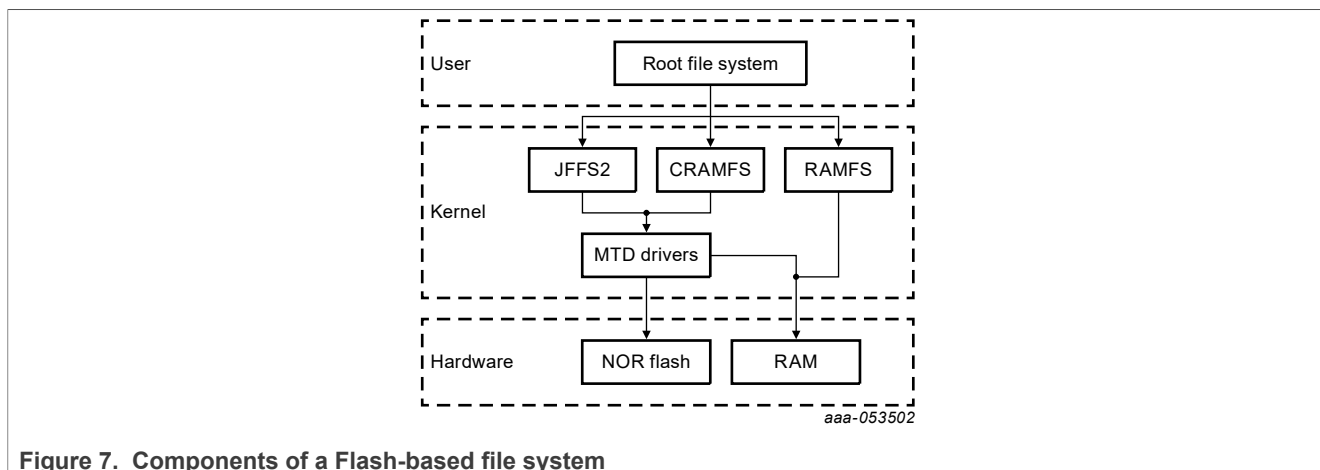 User
Root file system
JFFS2
CRAMFS
RAMFS
Kernel
MTD drivers
Hardware
NOR flash
RAM
aaa-053502
Figure 7. Components of a Flash-based file system